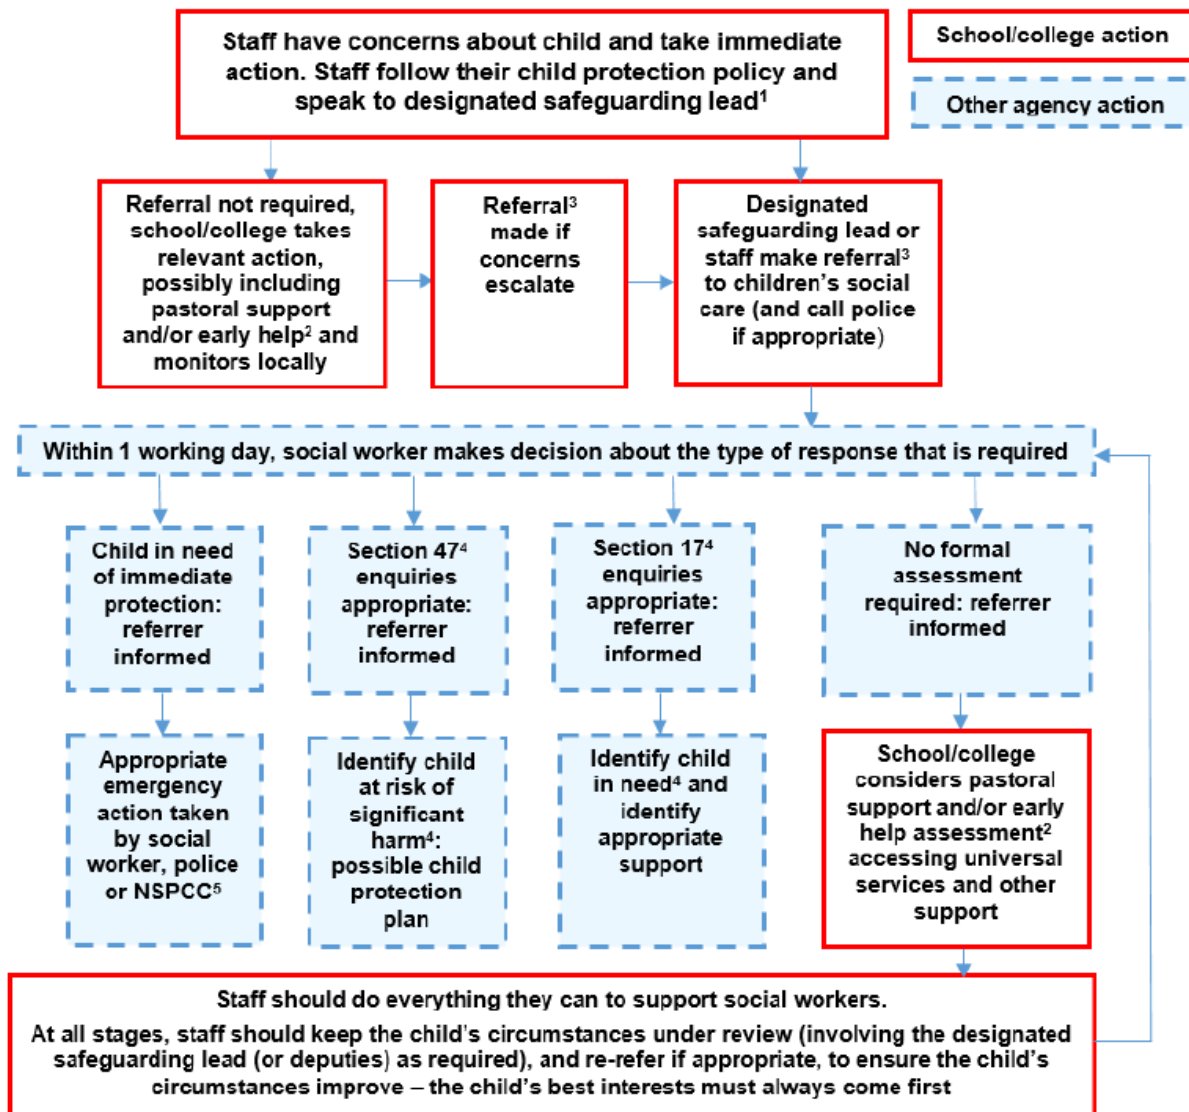 Staff have concerns about child and take immediate
action. Staff follow their child protection policy and
speak to designated safeguarding lead¹
School/college action
Other agency action
Referral not required,
school/college takes
relevant action,
possibly including
pastoral support
and/or early help² and
monitors locally
Referral³
made if
concerns
escalate
Designated
safeguarding lead or
staff make referral³
to children’s social
care (and call police
if appropriate)
Within 1 working day, social worker makes decision about the type of response that is required
Child in need
of immediate
protection:
referrer
informed
Section 47⁴
enquiries
appropriate:
referrer
informed
Section 17⁴
enquiries
appropriate:
referrer
informed
No formal
assessment
required: referrer
informed
Appropriate
emergency
action taken
by social
worker, police
or NSPCC⁵
Identify child
at risk of
significant
harm⁴:
possible child
protection
plan
Identify child
in need⁴ and
identify
appropriate
support
School/college
considers pastoral
support and/or early
help assessment²
accessing universal
services and other
support
Staff should do everything they can to support social workers.
At all stages, staff should keep the child’s circumstances under review (involving the designated
safeguarding lead (or deputies) as required), and re-refer if appropriate, to ensure the child’s
circumstances improve – the child’s best interests must always come first